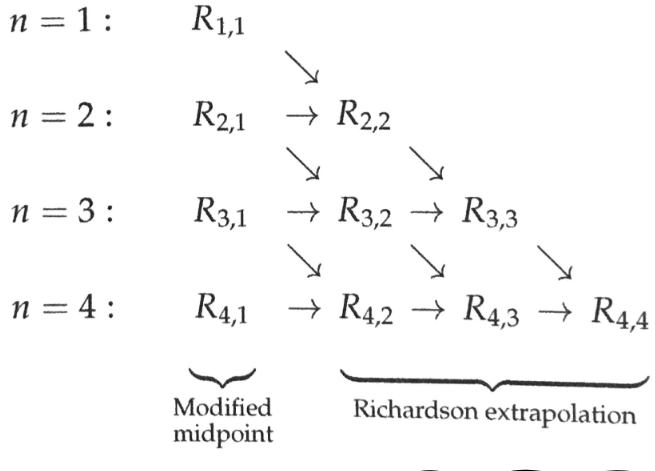 n = 1 : R₁,₁
↘
n = 2 : R₂,₁ → R₂,₂
↘ ↘
n = 3 : R₃,₁ → R₃,₂ → R₃,₃
↘ ↘ ↘
n = 4 : R₄,₁ → R₄,₂ → R₄,₃ → R₄,₄
Modified Richardson extrapolation
midpoint